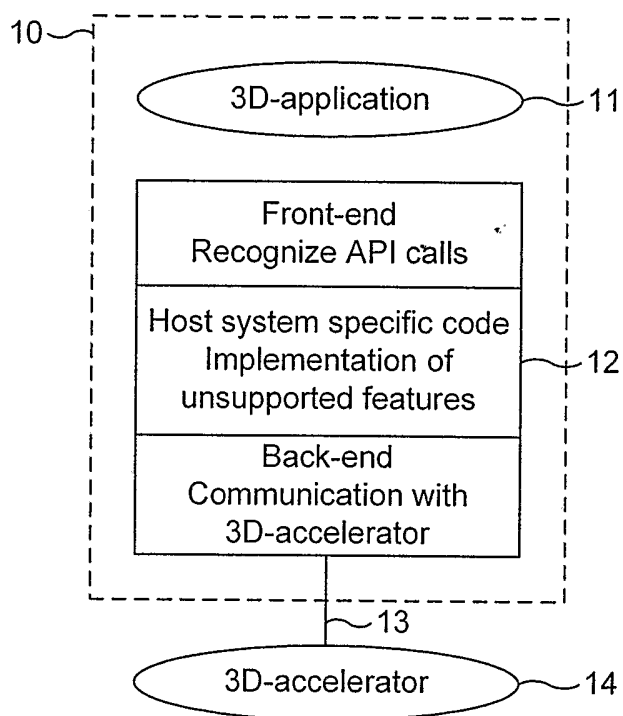 10
3D-application
11
Front-end
Recognize API calls
Host system specific code
Implementation of
unsupported features
12
Back-end
Communication with
3D-accelerator
13
3D-accelerator
14